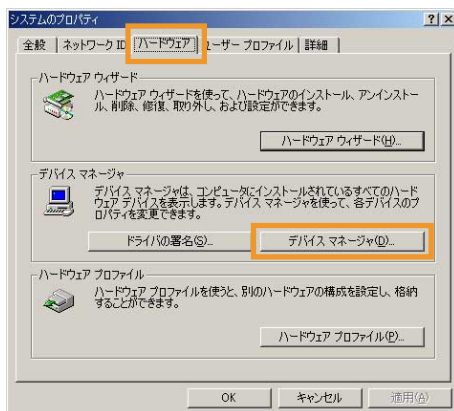 システムのプロパティ
全般
ネットワーク ID
ハードウェア
ユーザー プロファイル
詳細
ハードウェア ウィザード
ハードウェア ウィザードを使って、ハードウェアのインストール、アンインストー
ル、削除、修復、取り外し、および設定ができます。
ハードウェア ウィザード(H)...
デバイス マネージャ
デバイス マネージャは、コンピュータにインストールされているすべてのハード
ウェア デバイスを表示します。デバイス マネージャを使って、各デバイスのプ
ロパティを変更できます。
ドライバの署名(S)...
デバイス マネージャ(D)...
ハードウェア プロファイル
ハードウェア プロファイルを使うと、別のハードウェアの構成を設定し、格納
することができます。
ハードウェア プロファイル(P)...
OK
キャンセル
適用(A)